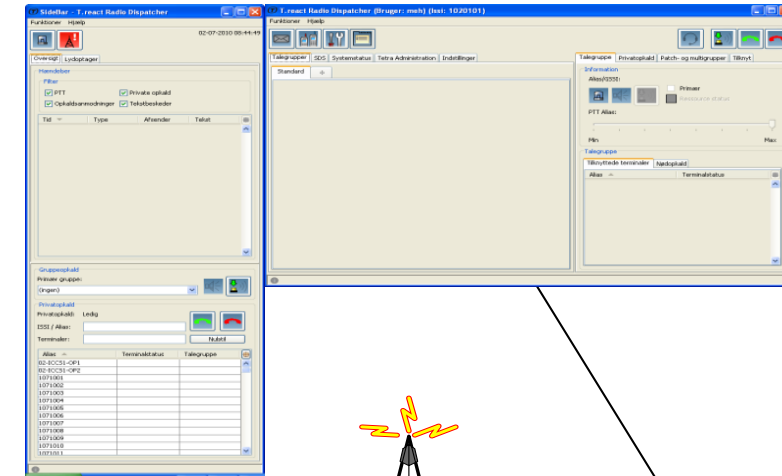 Sidebar - T.react Radio Dispatcher
Funktioner Hjælp
02-07-2010 08:44:49
Oversigt Lydoptager
Hændelser
Filter
PTT Private opkald
Opkaldsanmodninger Tekstbeskeder
Tid Type Afsender Tekst
Gruppeopkald
Primær gruppe:
(Ingen)
Privatopkald
Privatopkald: Ledig
ISSI / Alias:
Terminaler: Nulstil
Alias Terminalstatus Talegruppe
02-ICCS1-OP1
02-ICCS1-OP2
1071001
1071002
1071003
1071004
1071005
1071006
1071007
1071008
1071009
1071010
1071011
T.react Radio Dispatcher (Bruger: meh) (Issi: 1020101)
Funktioner Hjælp
Talegrupper SDS Systemstatus Tetra Administration Indstillinger
Standard
Talegruppe Privatopkald Patch- og multigrupper Tilknyt
Information
Alias/GSSI:
Primær
Ressource status
PTT Alias:
Min Max
Talegruppe
Tilknyttede terminaler Nødopkald
Alias Terminalstatus